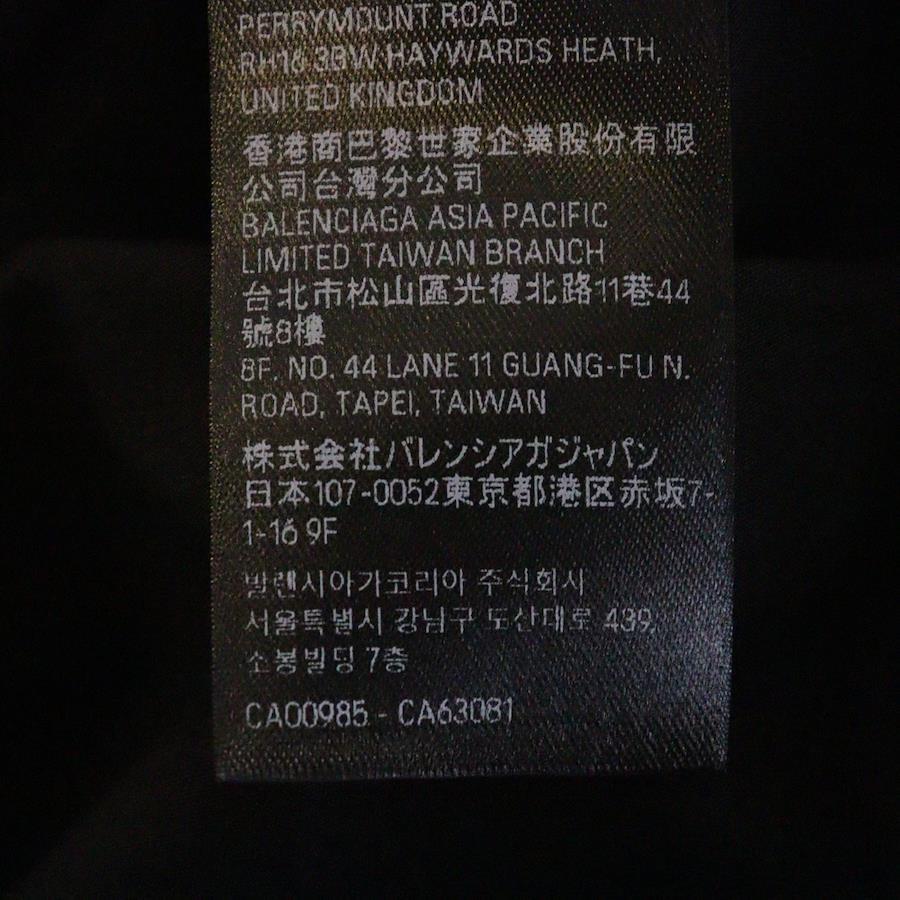 PERRYMOUNT ROAD
RH16 3BW HAYWARDS HEATH,
UNITED KINGDOM
香港商巴黎世家企業股份有限
公司台灣分公司
BALENCIAGA ASIA PACIFIC
LIMITED TAIWAN BRANCH
台北市松山區光復北路11巷44
號8樓
8F. NO. 44 LANE 11 GUANG-FU N.
ROAD, TAPEI, TAIWAN
株式会社バレンシアガジャパン
日本107-0052東京都港区赤坂7-
1-16 9F
발렌시아가코리아 주식회사
서울특별시 강남구 도산대로 439,
소봉빌딩 7층
CA00985 - CA63081